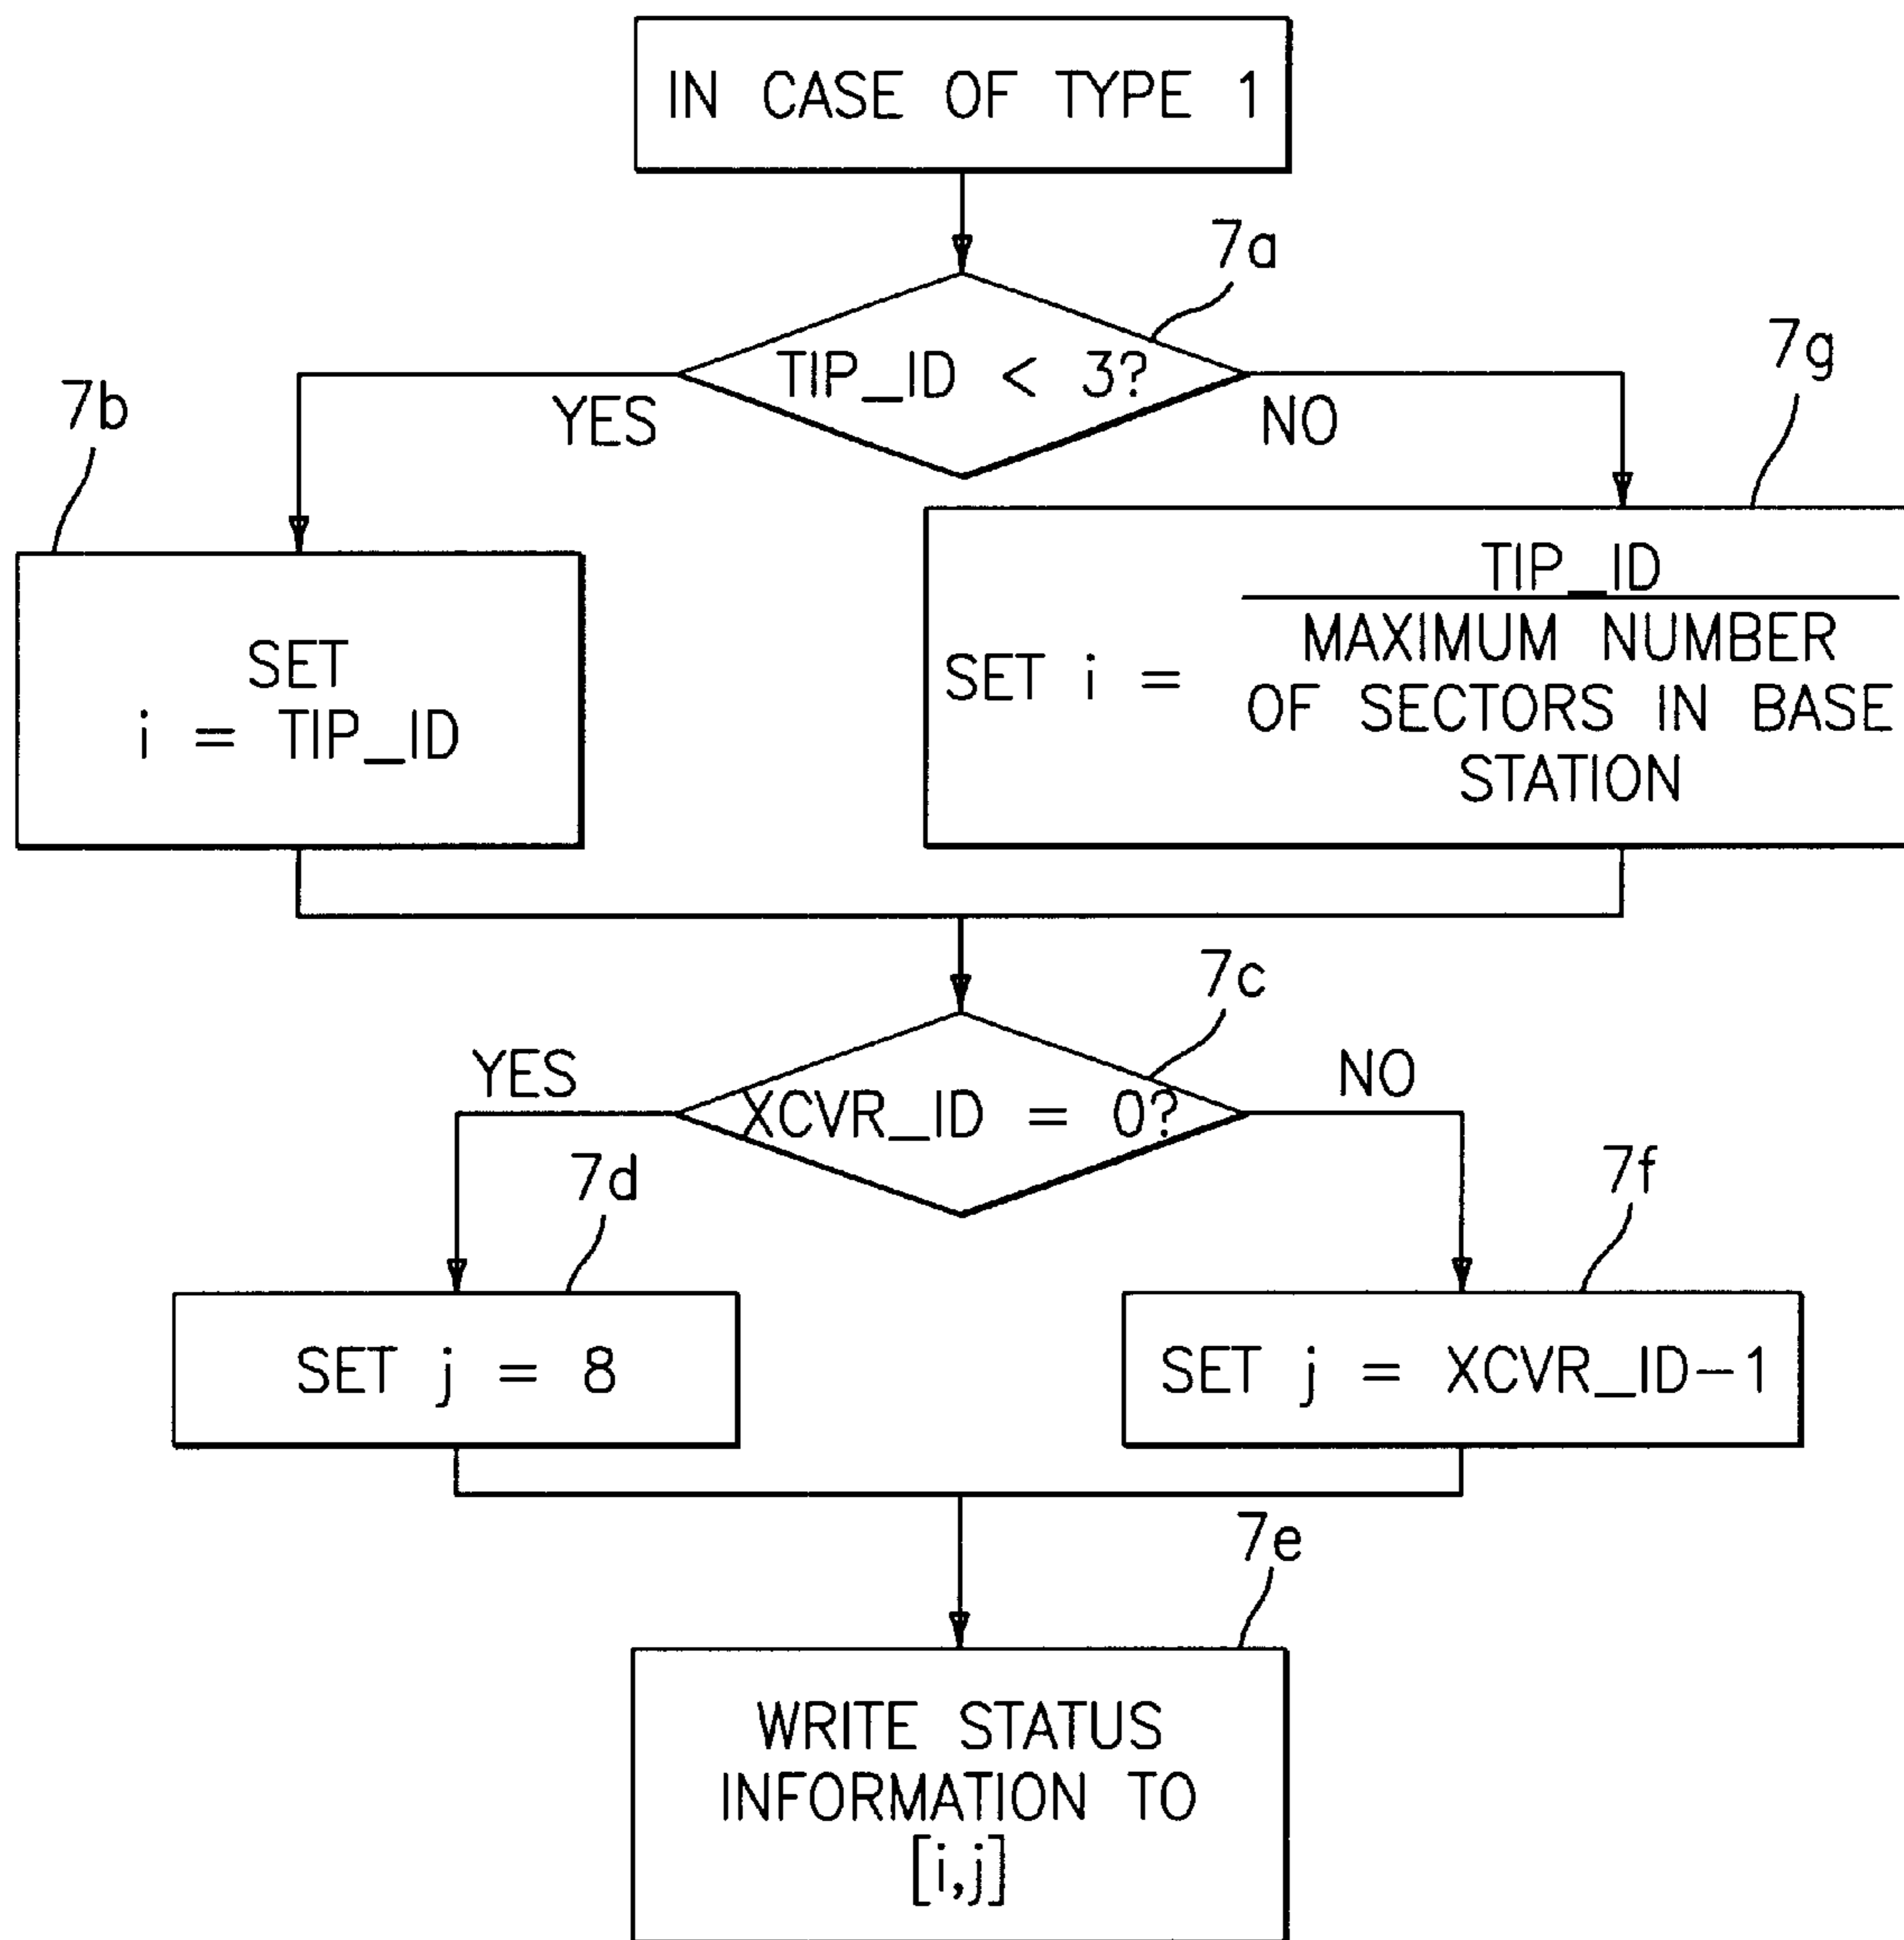 IN CASE OF TYPE 1
7a
TIP_ID < 3?
7g
7b
YES
NO
SET
i = TIP_ID
TIP_ID
SET i =
MAXIMUM NUMBER
OF SECTORS IN BASE
STATION
7c
YES
NO
XCVR_ID = 0?
7d
7f
SET j = 8
SET j = XCVR_ID-1
7e
WRITE STATUS
INFORMATION TO
[i,j]